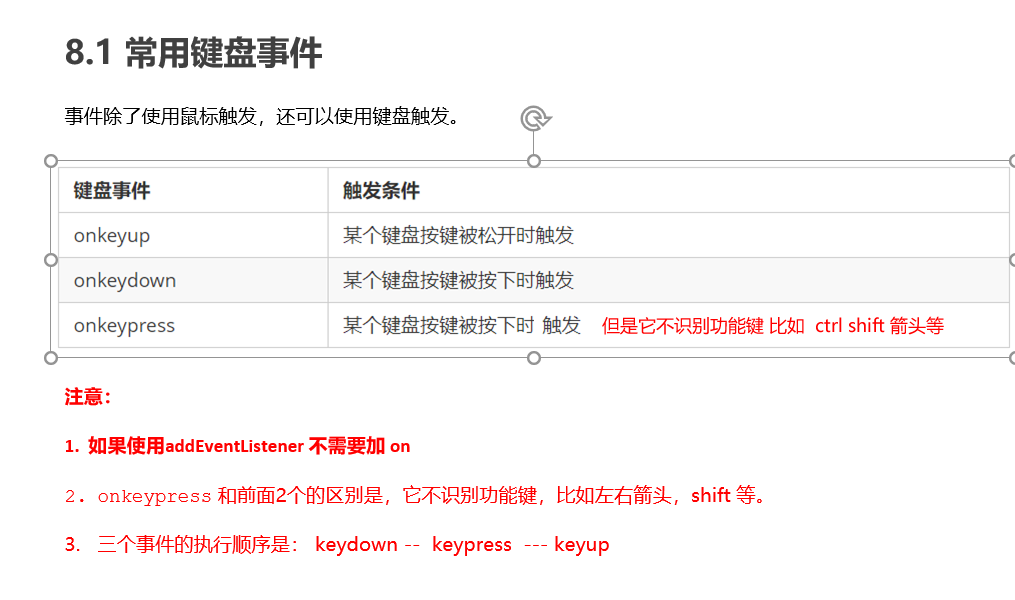 8.1 常用键盘事件
事件除了使用鼠标触发，还可以使用键盘触发。
键盘事件 触发条件
onkeyup 某个键盘按键被松开时触发
onkeydown 某个键盘按键被按下时触发
onkeypress 某个键盘按键被按下时 触发 但是它不识别功能键 比如 ctrl shift 箭头等
注意：
1. 如果使用addEventListener 不需要加 on
2. onkeypress 和前面2个的区别是，它不识别功能键，比如左右箭头，shift 等。
3. 三个事件的执行顺序是： keydown -- keypress --- keyup